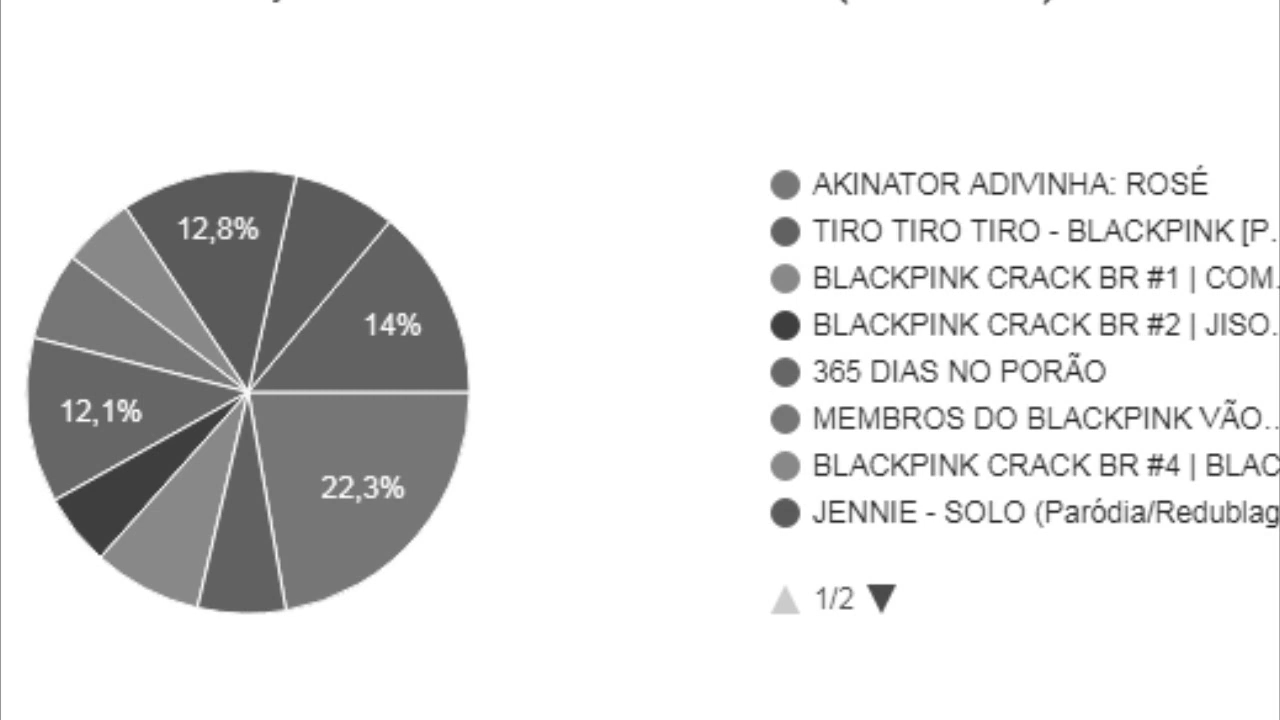 12,8%
14%
12,1%
22,3%
AKINATOR ADIVINHA: ROSÉ
TIRO TIRO TIRO - BLACKPINK [P.
BLACKPINK CRACK BR #1 | COM.
BLACKPINK CRACK BR #2 | JISO.
365 DIAS NO PORÃO
MEMBROS DO BLACKPINK VÃO..
BLACKPINK CRACK BR #4 | BLAC
JENNIE - SOLO (Paródia/Redublag
1/2